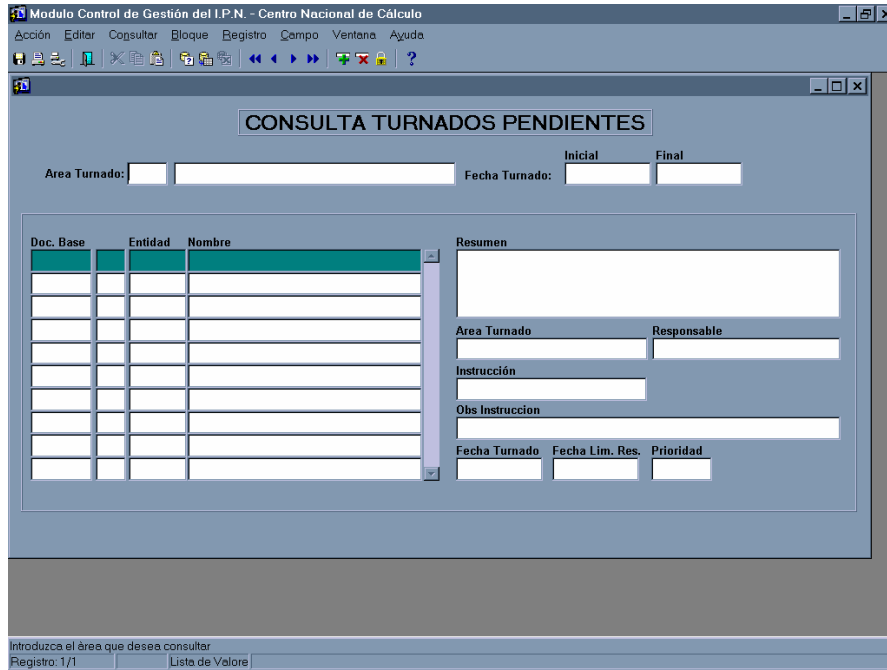 Modulo Control de Gestión del I.P.N. - Centro Nacional de Cálculo
Acción Editar Consultar Bloque Registro Campo Ventana Ayuda
CONSULTA TURNADOS PENDIENTES
Inicial Final
Area Turnado: Fecha Turnado:
Doc. Base Entidad Nombre Resumen
Area Turnado Responsable
Instrucción
Obs Instruccion
Fecha Turnado Fecha Lim. Res. Prioridad
Introduzca el àrea que desea consultar
Registro: 1/1 Lista de Valore